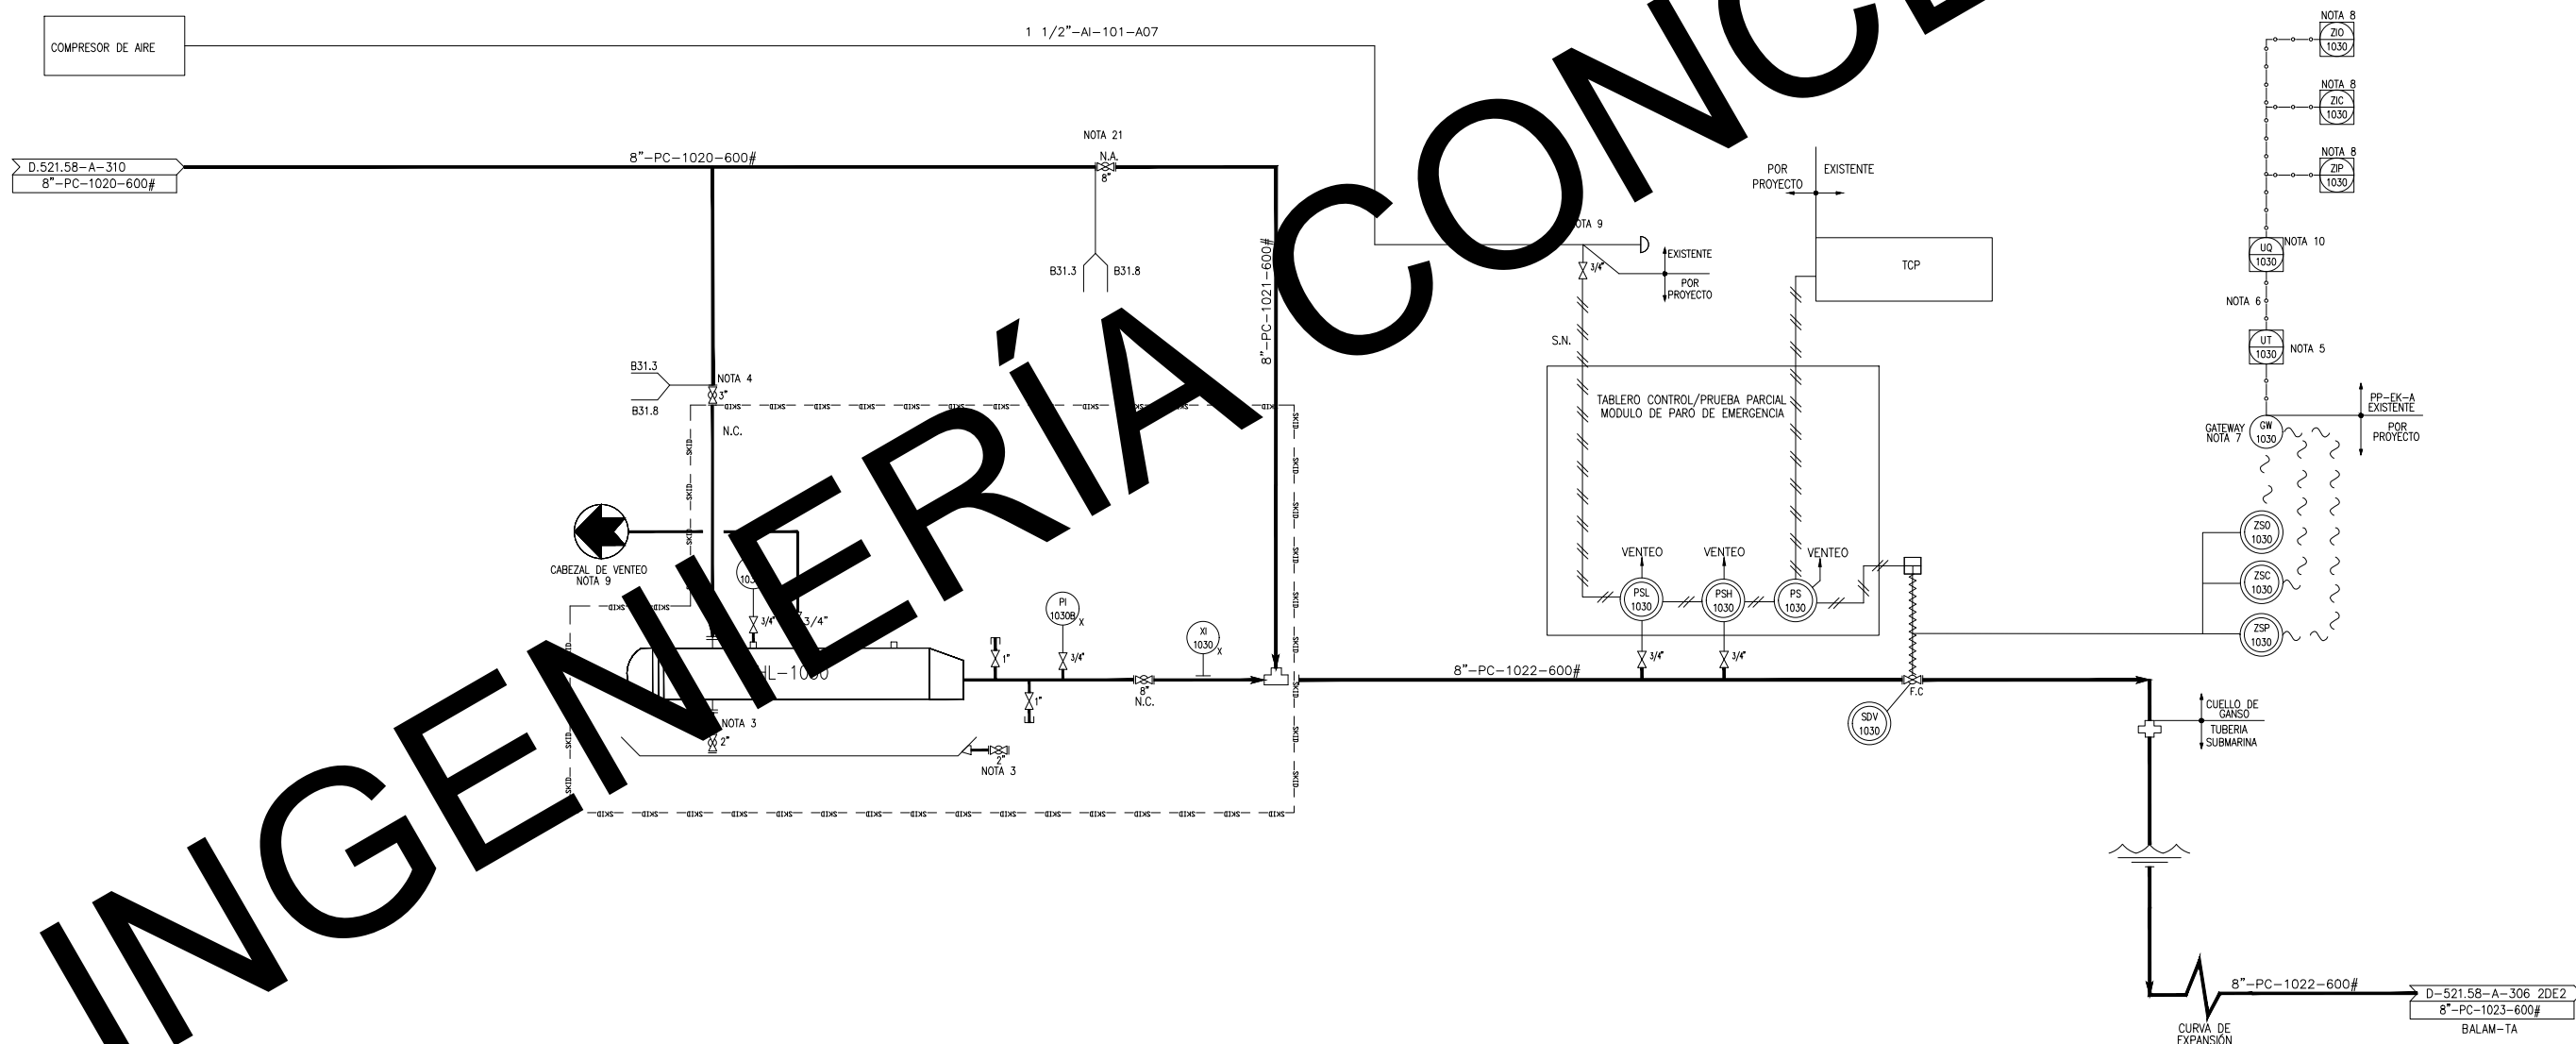 COMPRESOR DE AIRE
1 1/2"-AI-101-A07
D.521.58-A-310
8"-PC-1020-600#
8"-PC-1020-600#
NOTA 21
N.A.
8"
B31.3
B31.8
8"-PC-1021-600#
B31.3
B31.8
NOTA 4
3"
N.C.
SKID
CABEZAL DE VENTEO
NOTA 9
3/4"
3/4"
PI
1030B
X
3/4"
XI
1030
X
1"
1"
8"
N.C.
NOTA 3
2"
2"
NOTA 3
INGENIERÍA
NOTA 9
3/4"
EXISTENTE
POR
PROYECTO
S.N.
POR
PROYECTO
EXISTENTE
TCP
TABLERO CONTROL/PRUEBA PARCIAL
MODULO DE PARO DE EMERGENCIA
VENTEO
VENTEO
VENTEO
PSL
1030
PSH
1030
PS
1030
3/4"
3/4"
8"-PC-1022-600#
F.C
SDV
1030
NOTA 8
ZIO
1030
NOTA 8
ZIC
1030
NOTA 8
ZIP
1030
UQ
1030
NOTA 10
NOTA 6
UT
1030
NOTA 5
PP-EK-A
EXISTENTE
POR
PROYECTO
GATEWAY
NOTA 7
GW
1030
ZSO
1030
ZSC
1030
ZSP
1030
CUELLO DE
GANSO
TUBERIA
SUBMARINA
8"-PC-1022-600#
CURVA DE
EXPANSIÓN
D-521.58-A-306 2DE2
8"-PC-1023-600#
BALAM-TA